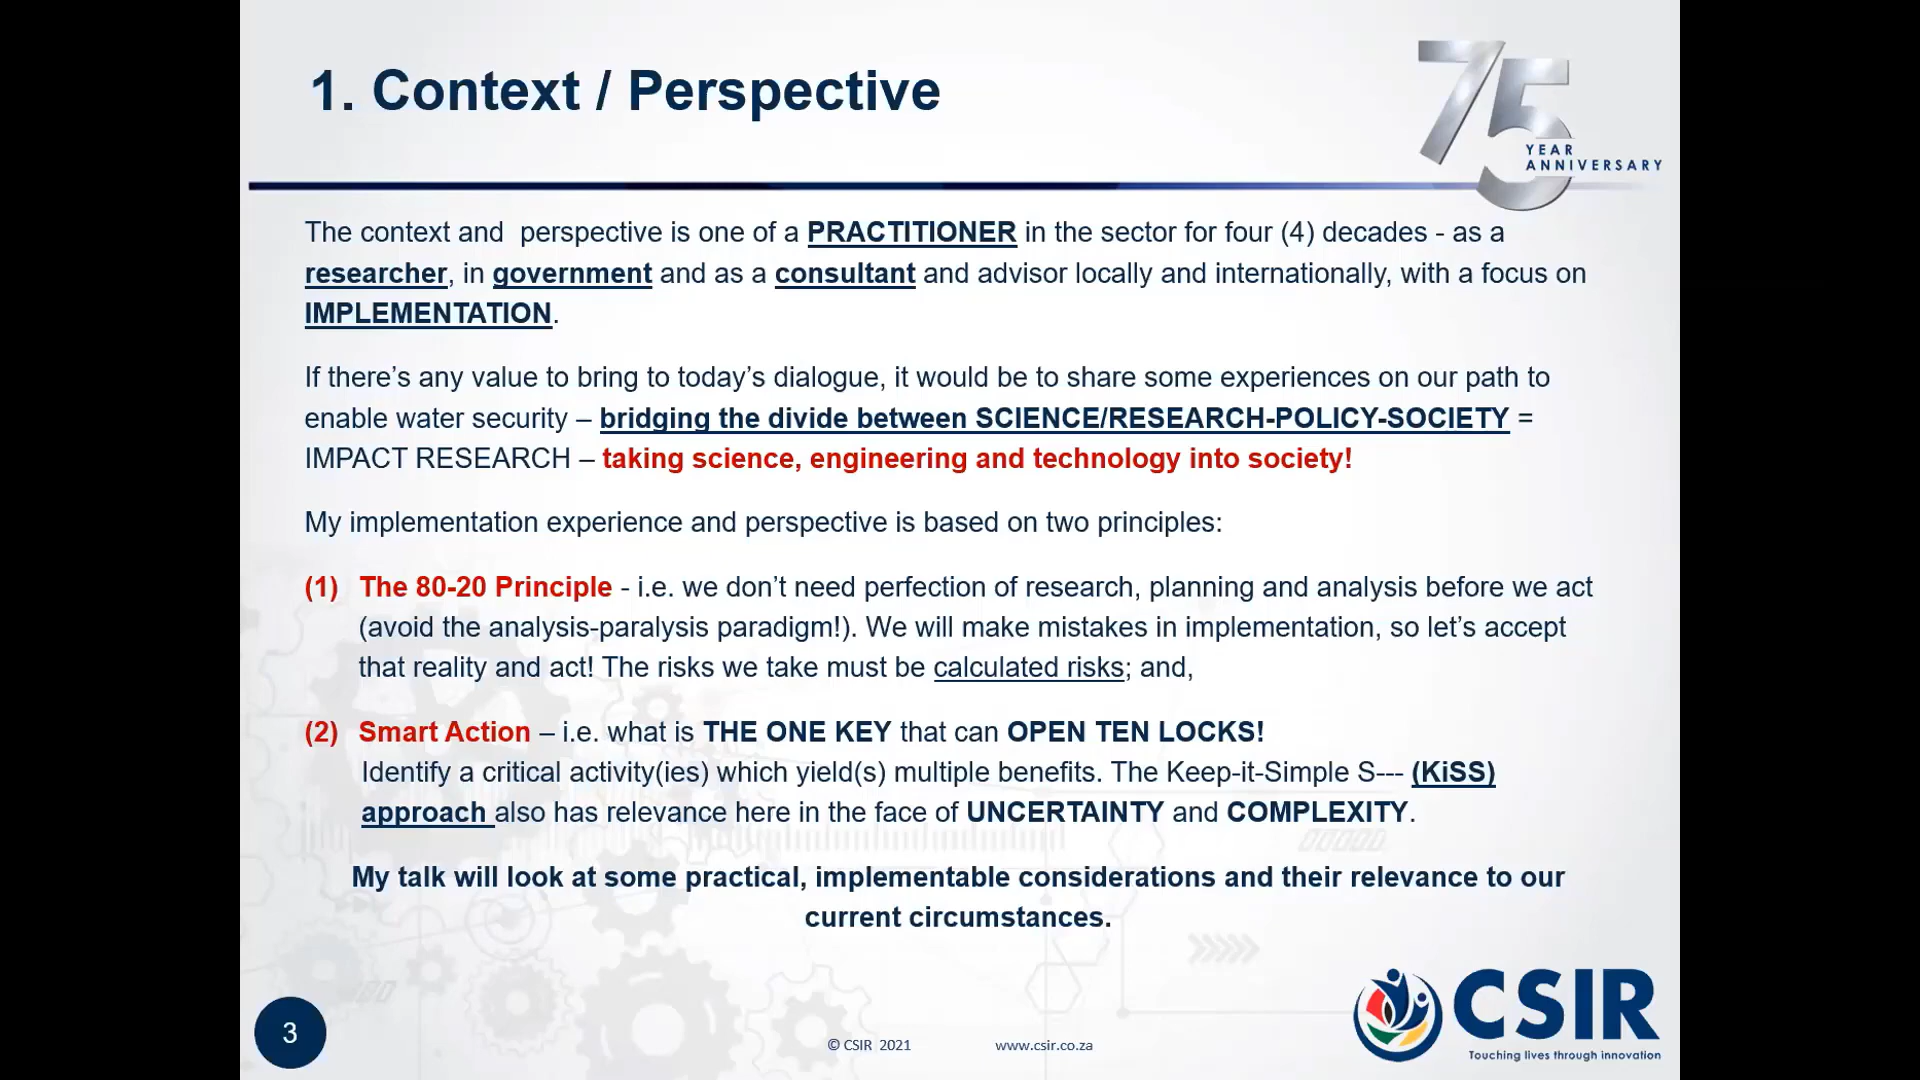 1. Context / Perspective
75
YEAR
ANNIVERSARY
The context and  perspective is one of a PRACTITIONER in the sector for four (4) decades - as a
researcher, in government and as a consultant and advisor locally and internationally, with a focus on
IMPLEMENTATION.
If there’s any value to bring to today’s dialogue, it would be to share some experiences on our path to
enable water security – bridging the divide between SCIENCE/RESEARCH-POLICY-SOCIETY =
IMPACT RESEARCH – taking science, engineering and technology into society!
My implementation experience and perspective is based on two principles:
(1) The 80-20 Principle - i.e. we don’t need perfection of research, planning and analysis before we act
(avoid the analysis-paralysis paradigm!). We will make mistakes in implementation, so let’s accept
that reality and act! The risks we take must be calculated risks; and,
(2) Smart Action – i.e. what is THE ONE KEY that can OPEN TEN LOCKS!
Identify a critical activity(ies) which yield(s) multiple benefits. The Keep-it-Simple S--- (KiSS)
approach also has relevance here in the face of UNCERTAINTY and COMPLEXITY.
My talk will look at some practical, implementable considerations and their relevance to our
current circumstances.
3
© CSIR 2021
www.csir.co.za
CSIR
Touching lives through innovation